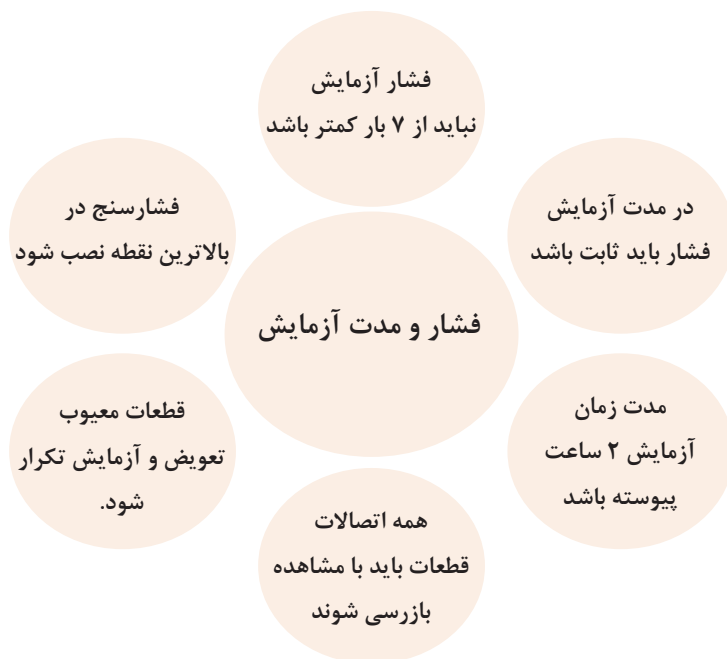 فشار آزمایش
نباید از ۷ بار کمتر باشد
در مدت آزمایش
فشار باید ثابت باشد
فشارسنج در
بالاترین نقطه نصب شود
فشار و مدت آزمایش
مدت زمان
آزمایش ۲ ساعت
پیوسته باشد
قطعات معیوب
تعویض و آزمایش تکرار
شود.
همه اتصالات
قطعات باید با مشاهده
بازرسی شوند